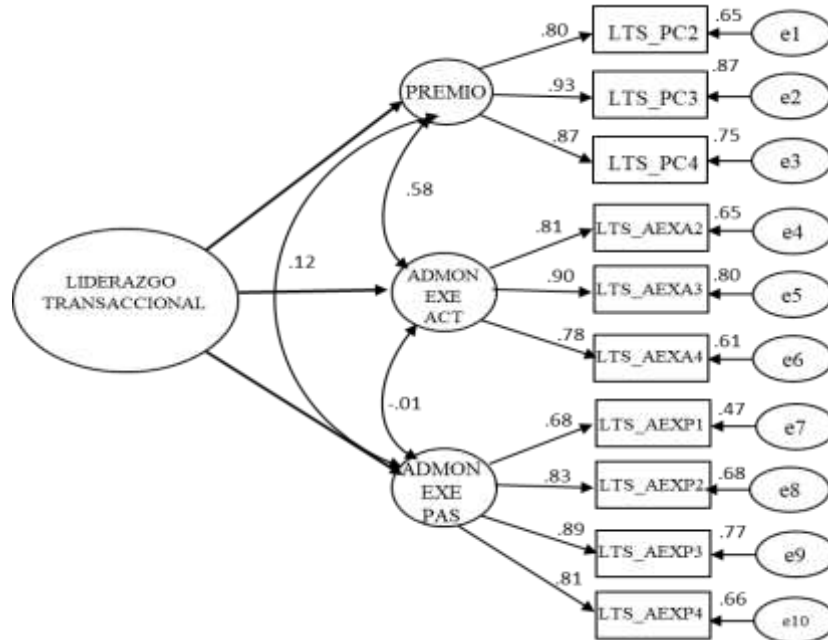 .80
LTS_PC2
.65
e1
PREMIO
.93
LTS_PC3
.87
e2
.87
LTS_PC4
.75
e3
.58
.81
LTS_AEXA2
.65
e4
LIDERAZGO
TRANSACCIONAL
.12
ADMON
EXE
ACT
.90
LTS_AEXA3
.80
e5
.78
LTS_AEXA4
.61
e6
-.01
.68
LTS_AEXP1
.47
e7
ADMON
EXE
PAS
.83
LTS_AEXP2
.68
e8
.89
LTS_AEXP3
.77
e9
.81
LTS_AEXP4
.66
e10